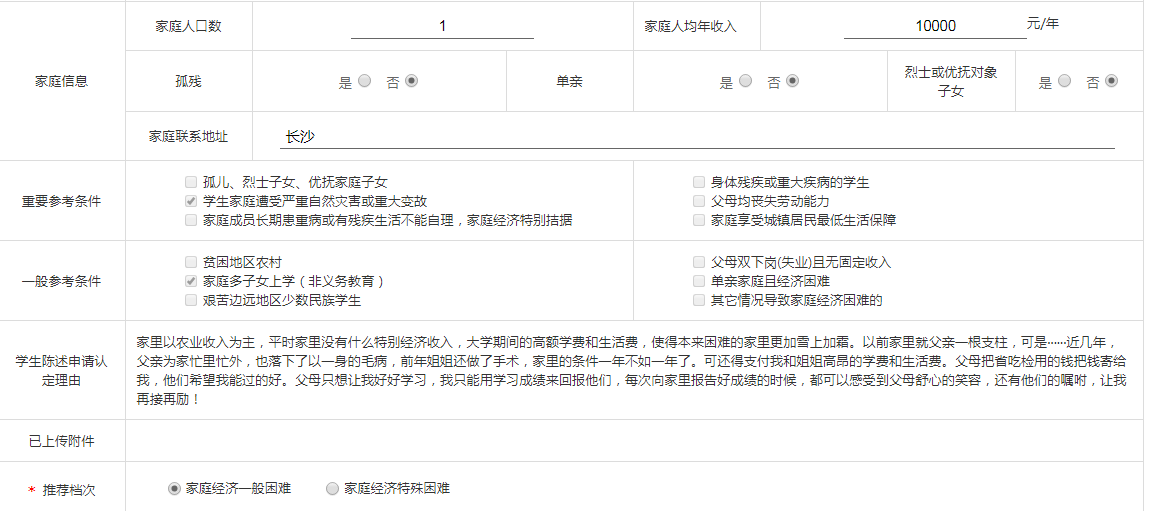 家庭人口数 1 家庭人均年收入 10000 元/年
家庭信息 孤残 是 否 单亲 是 否 烈士或优抚对象
子女 是 否
家庭联系地址 长沙
重要参考条件
孤儿、烈士子女、优抚家庭子女 身体残疾或重大疾病的学生
学生家庭遭受严重自然灾害或重大变故 父母均丧失劳动能力
家庭成员长期患重病或有残疾生活不能自理，家庭经济特别拮据 家庭享受城镇居民最低生活保障
一般参考条件
贫困地区农村 父母双下岗(失业)且无固定收入
家庭多子女上学（非义务教育） 单亲家庭且经济困难
艰苦边远地区少数民族学生 其它情况导致家庭经济困难的
学生陈述申请认
定理由
家里以农业收入为主，平时家里没有什么特别经济收入，大学期间的高额学费和生活费，使得本来困难的家里更加雪上加霜。以前家里就父亲一根支柱，可是······近几年，
父亲为家忙里忙外，也落下了以一身的毛病，前年姐姐还做了手术，家里的条件一年不如一年了。可还得支付我和姐姐高昂的学费和生活费。父母把省吃检用的钱把钱寄给
我，他们希望我能过的好。父母只想让我好好学习，我只能用学习成绩来回报他们，每次向家里报告好成绩的时候，都可以感受到父母舒心的笑容，还有他们的嘱咐，让我
再接再励！
已上传附件
* 推荐档次 家庭经济一般困难 家庭经济特殊困难